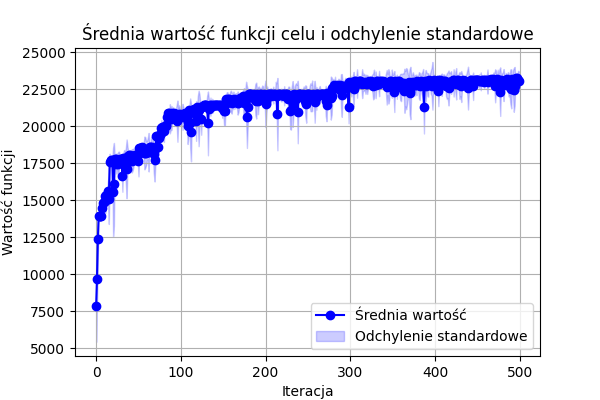 Średnia wartość funkcji celu i odchylenie standardowe
25000
22500
20000
17500
15000
12500
10000
7500
5000
Wartość funkcji
0 100 200 300 400 500
Iteracja
Średnia wartość
Odchylenie standardowe